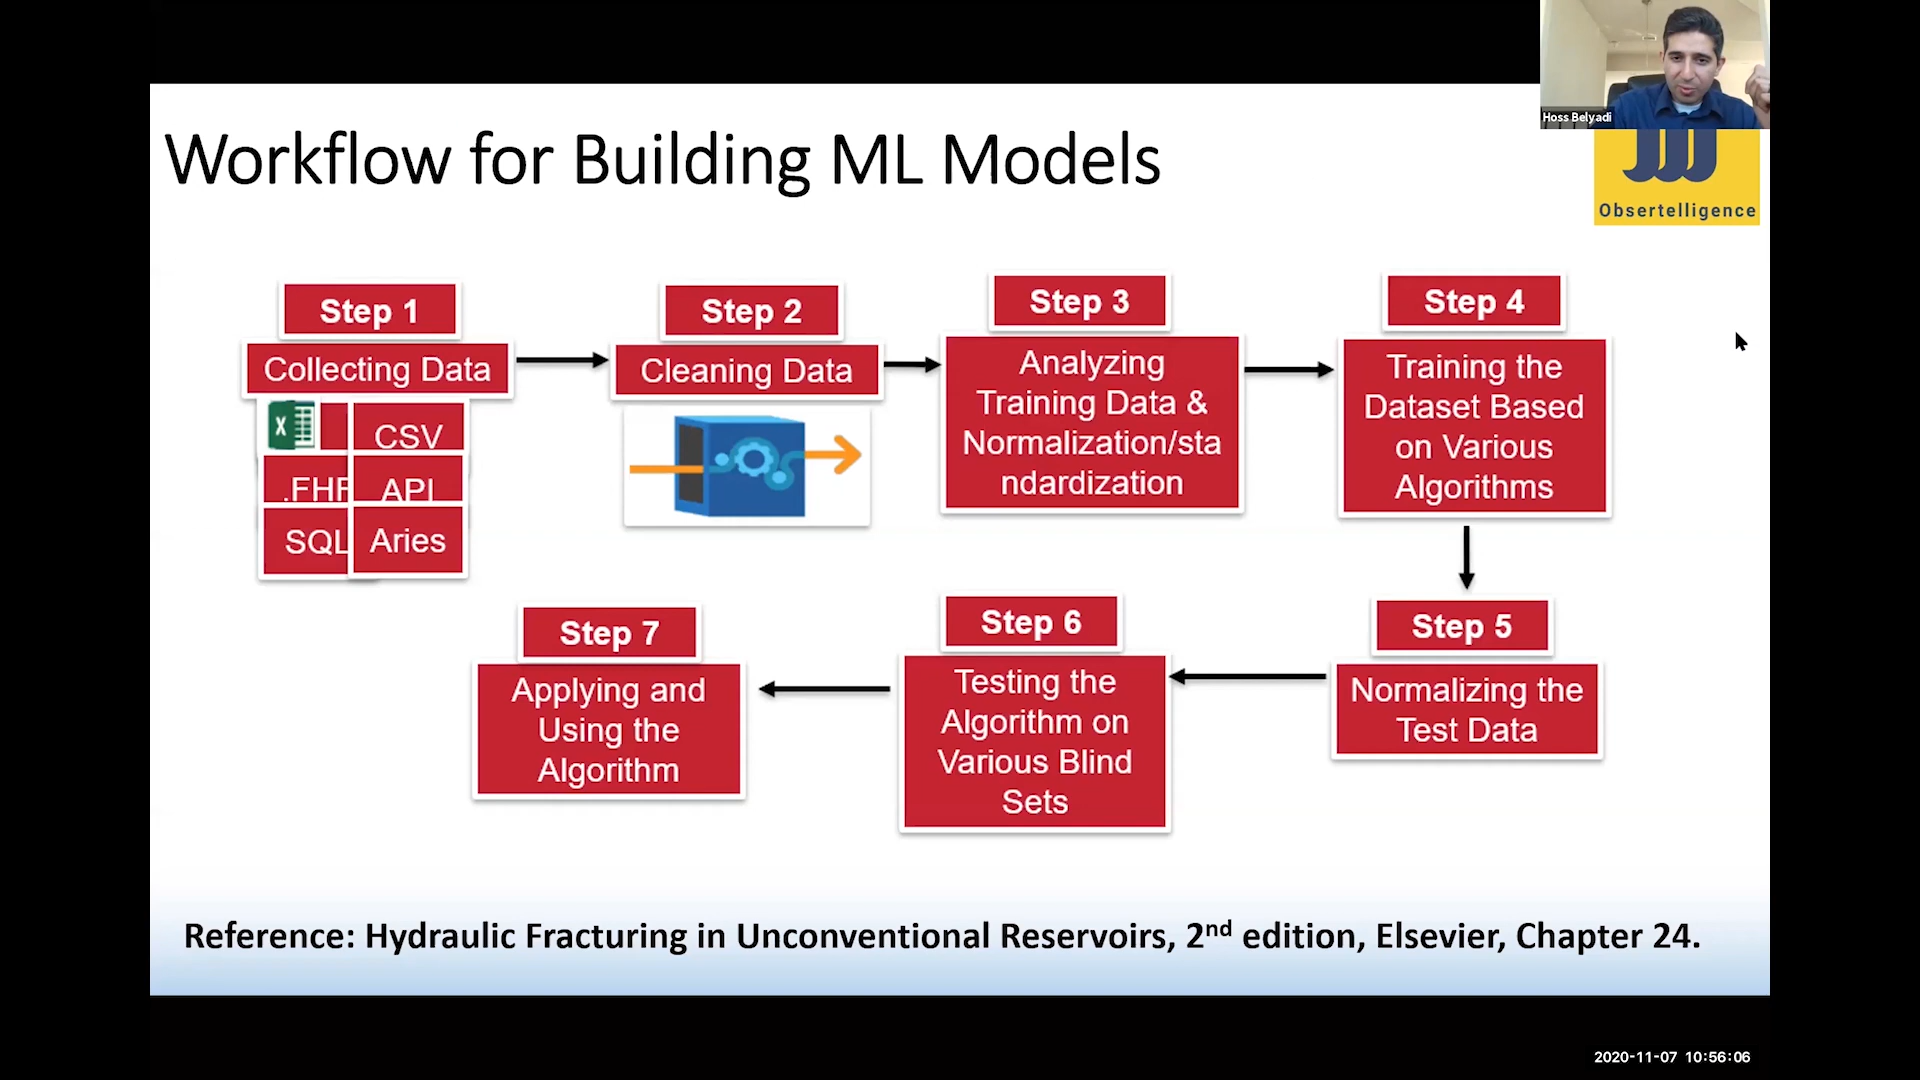 Hoss Belyadi
Workflow for Building ML Models
Obsertelligence
Step 1
Collecting Data
X
CSV
.FHF
API
SQL
Aries
Step 2
Cleaning Data
Step 3
Analyzing
Training Data &
Normalization/sta
ndardization
Step 4
Training the
Dataset Based
on Various
Algorithms
Step 5
Normalizing the
Test Data
Step 6
Testing the
Algorithm on
Various Blind
Sets
Step 7
Applying and
Using the
Algorithm
Reference: Hydraulic Fracturing in Unconventional Reservoirs, 2nd edition, Elsevier, Chapter 24.
2020-11-07 10:56:06